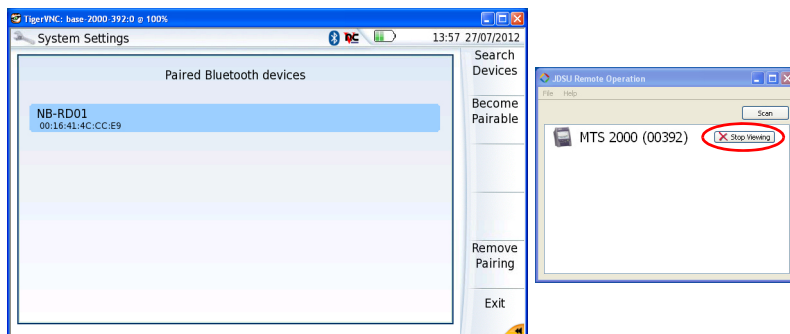 TigerVNC: base-2000-392:0 @ 100%
System Settings
13:57 27/07/2012
Paired Bluetooth devices
NB-RD01
00:16:41:4C:CC:E9
Search
Devices
Become
Pairable
Remove
Pairing
Exit
JDSU Remote Operation
File Help
Scan
MTS 2000 (00392)
Stop Viewing